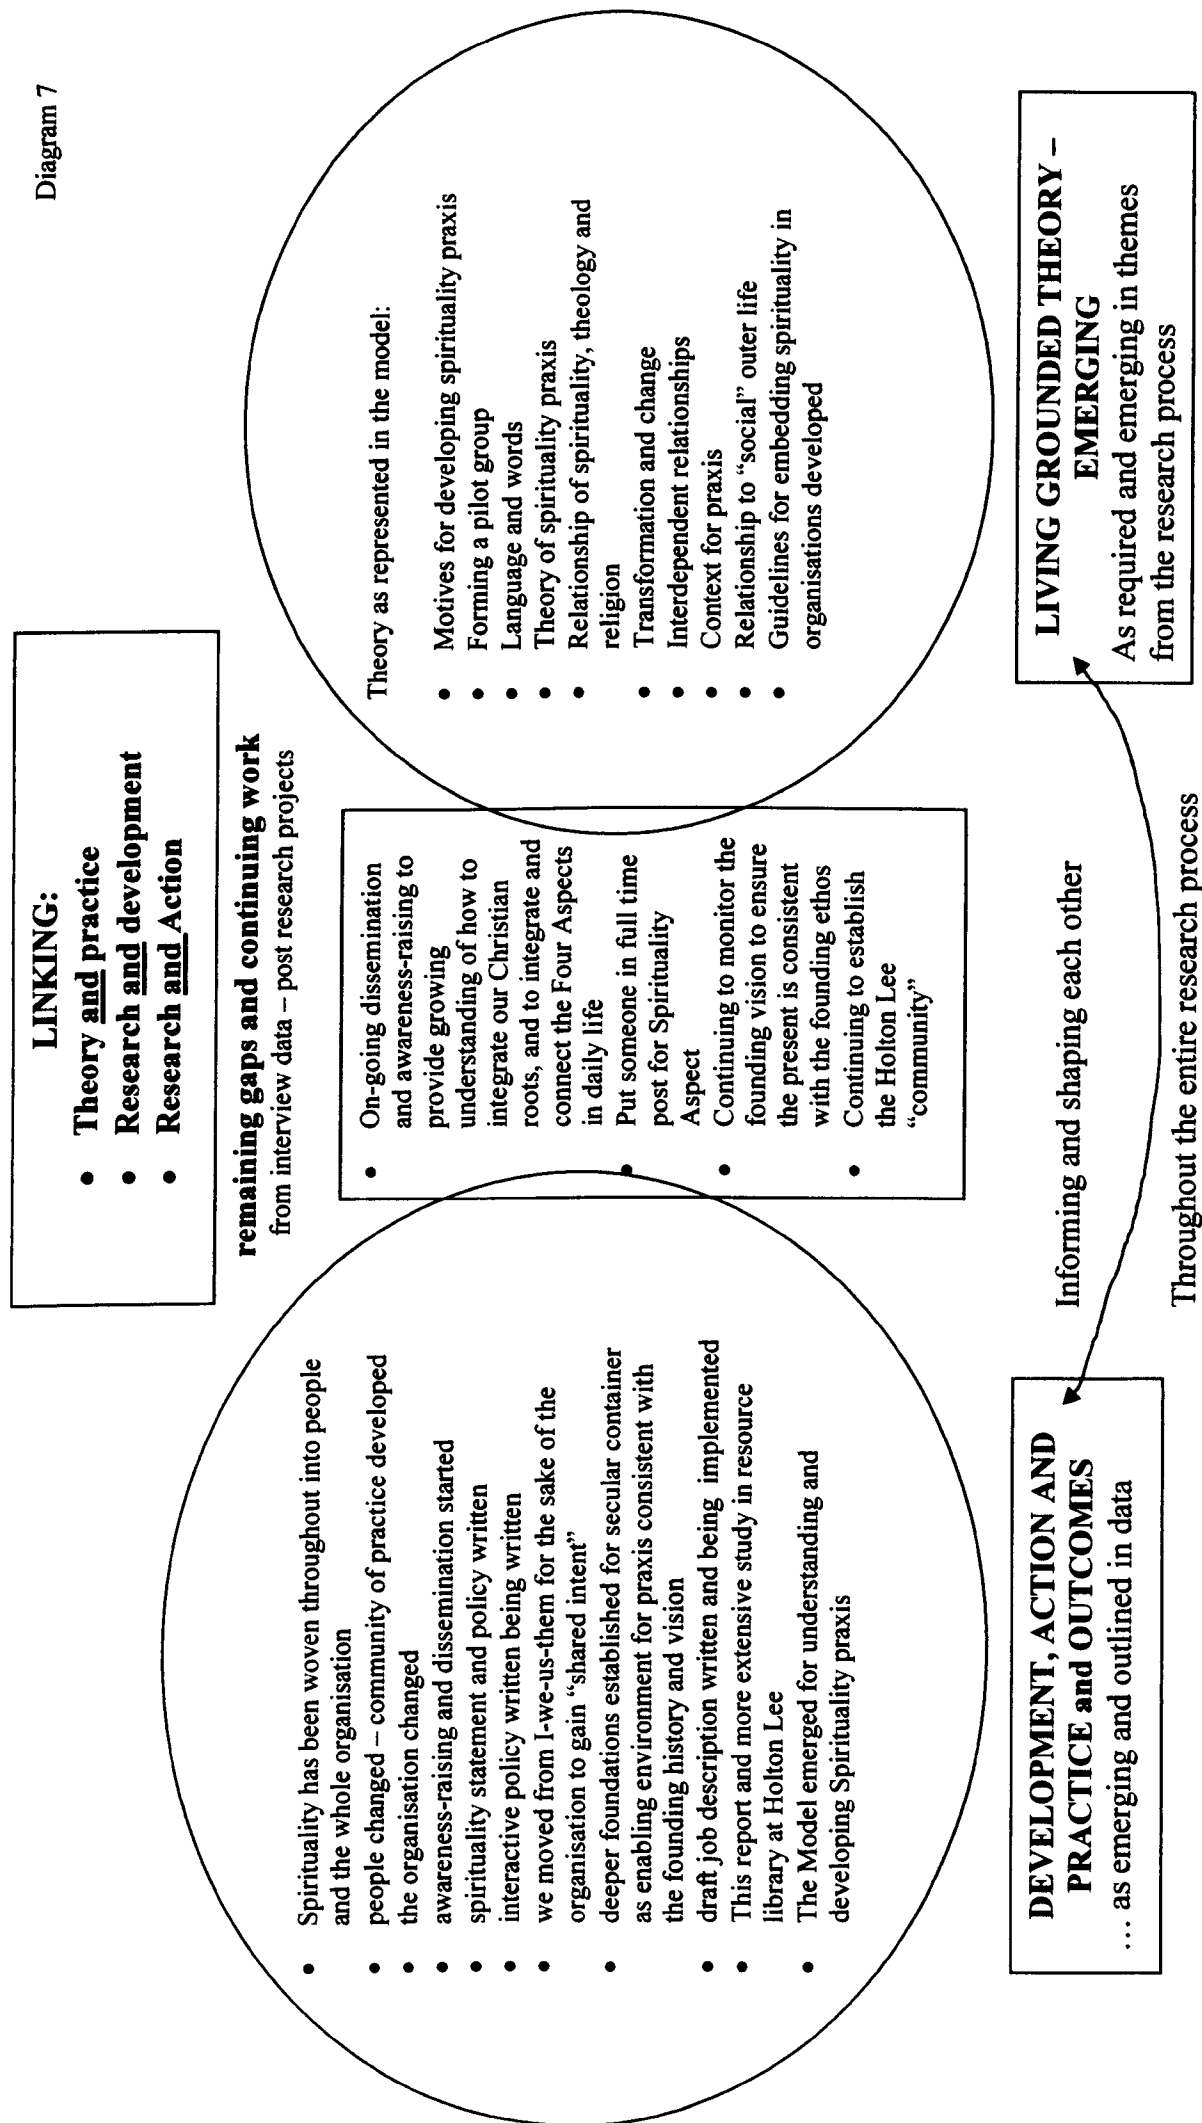 Diagram 7
LINKING:
• Theory and practice
• Research and development
• Research and Action
remaining gaps and continuing work
from interview data – post research projects
• Spirituality has been woven throughout into people
and the whole organisation
• people changed – community of practice developed
• the organisation changed
• awareness-raising and dissemination started
• spirituality statement and policy written
• interactive policy written being written
• we moved from I-we-us-them for the sake of the
organisation to gain “shared intent”
• deeper foundations established for secular container
as enabling environment for praxis consistent with
the founding history and vision
• draft job description written and being implemented
• This report and more extensive study in resource
library at Holton Lee
• The Model emerged for understanding and
developing Spirituality praxis
• On-going dissemination
and awareness-raising to
provide growing
understanding of how to
integrate our Christian
roots, and to integrate and
connect the Four Aspects
in daily life
• Put someone in full time
post for Spirituality
Aspect
• Continuing to monitor the
founding vision to ensure
the present is consistent
with the founding ethos
• Continuing to establish
the Holton Lee
“community”
Theory as represented in the model:
• Motives for developing spirituality praxis
• Forming a pilot group
• Language and words
• Theory of spirituality praxis
• Relationship of spirituality, theology and
religion
• Transformation and change
• Interdependent relationships
• Context for praxis
• Relationship to “social” outer life
• Guidelines for embedding spirituality in
organisations developed
DEVELOPMENT, ACTION AND
PRACTICE and OUTCOMES
… as emerging and outlined in data
Informing and shaping each other
Throughout the entire research process
LIVING GROUNDED THEORY –
EMERGING
As required and emerging in themes
from the research process